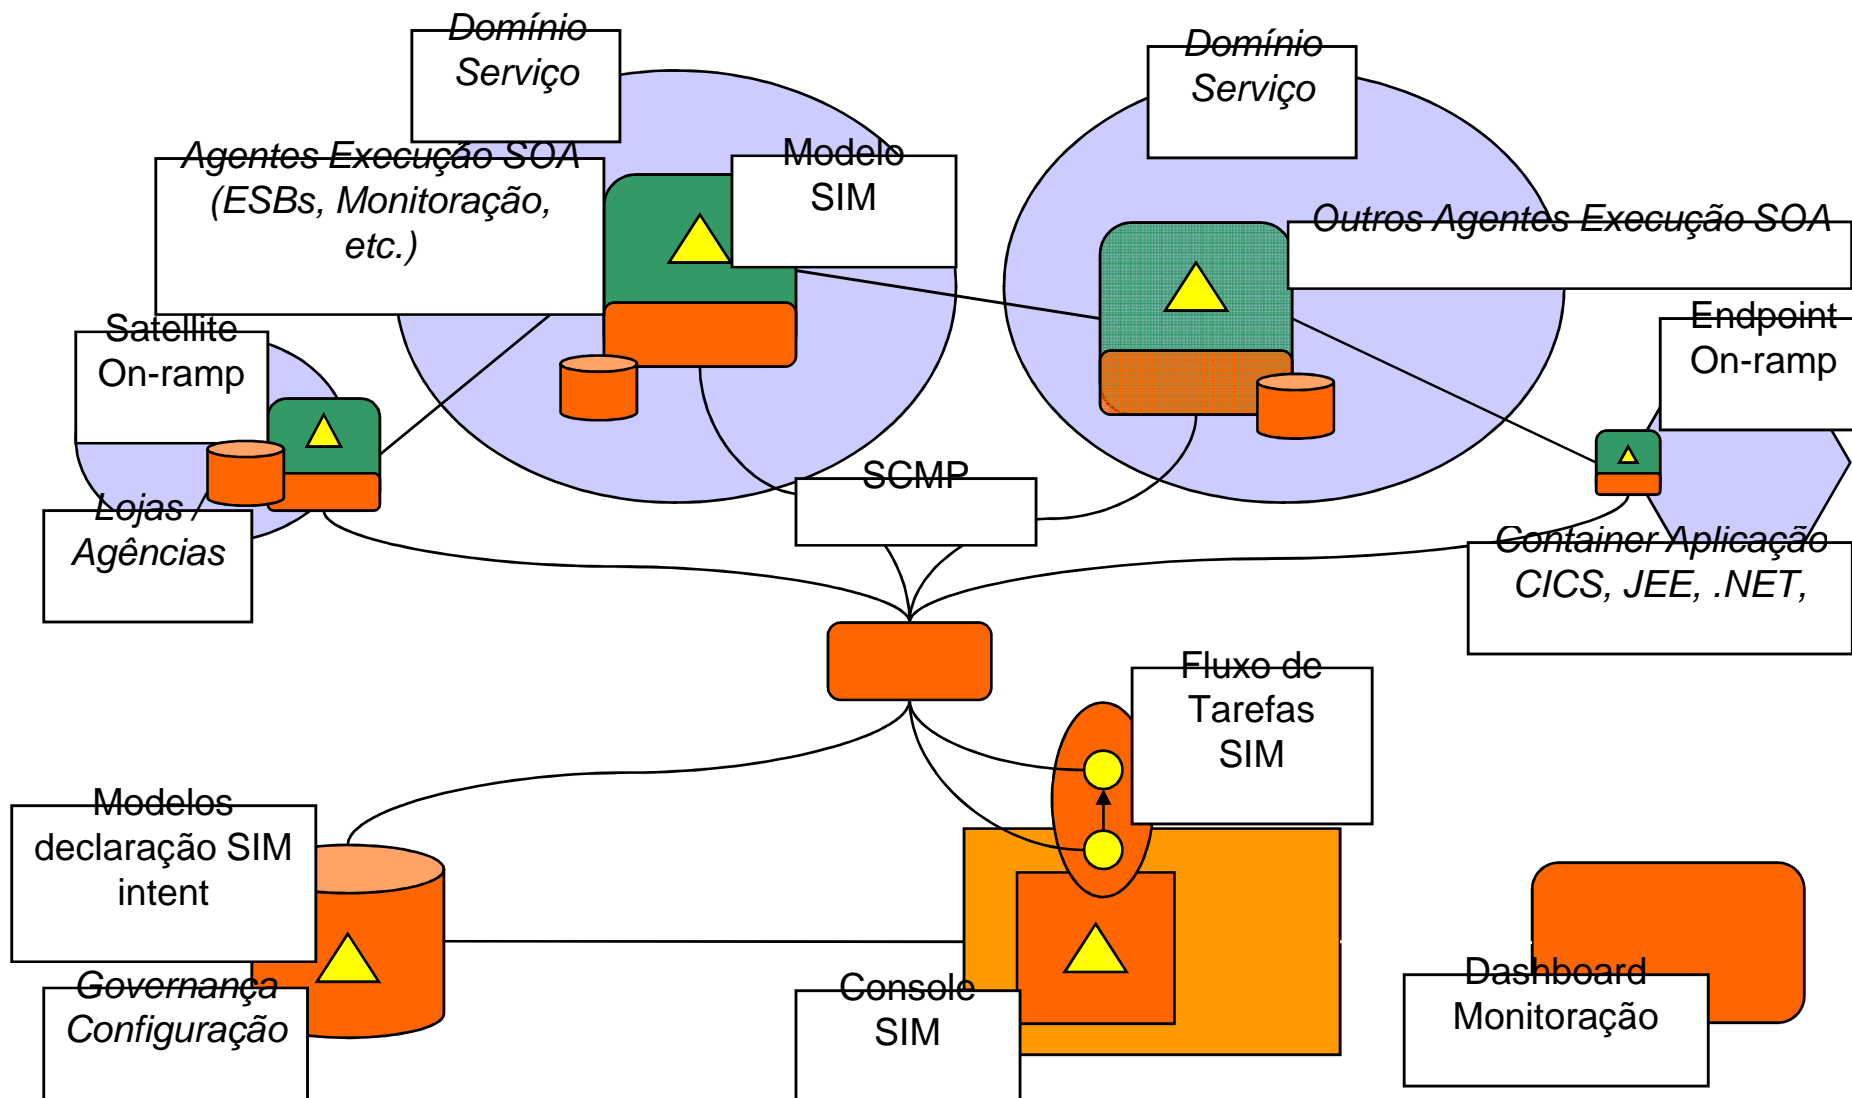 Domínio
Serviço
Domínio
Serviço
Agentes Execução SOA
(ESBs, Monitoração,
etc.)
Modelo
SIM
Outros Agentes Execução SOA
Satellite
On-ramp
Endpoint
On-ramp
SCMP
Lojas /
Agências
Container Aplicação
CICS, JEE, .NET,
Fluxo de
Tarefas
SIM
Modelos
declaração SIM
intent
Governança
Configuração
Console
SIM
Dashboard
Monitoração